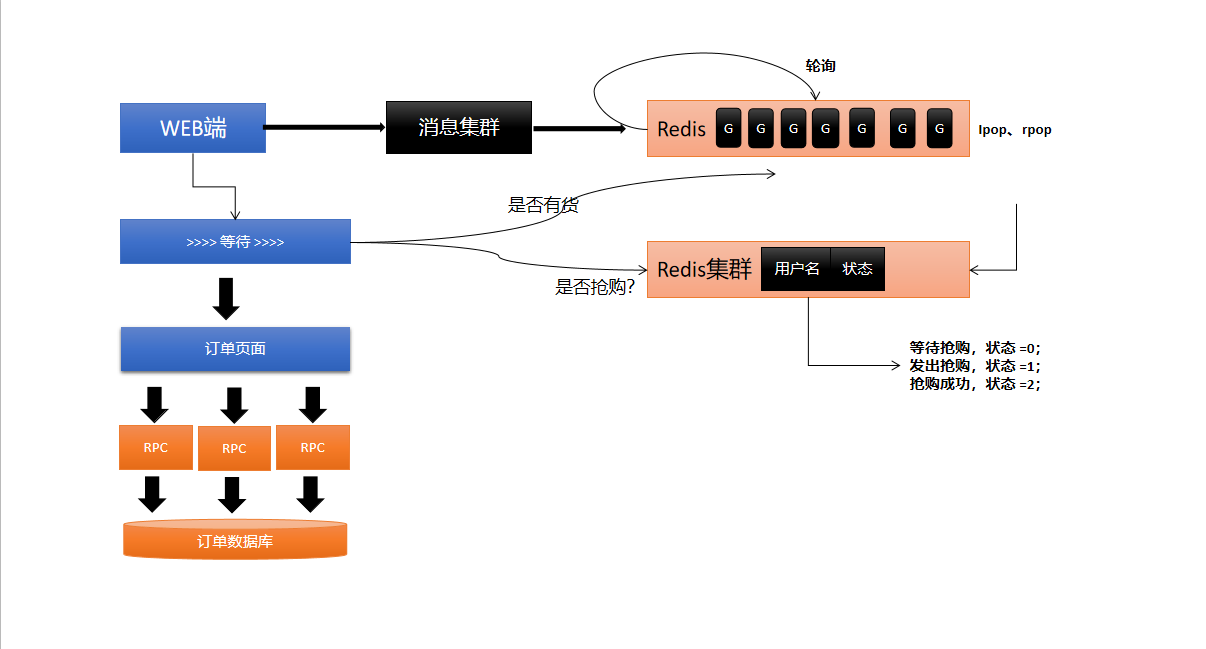 轮询
WEB端
消息集群
Redis
G
G
G
G
G
G
G
lpop、rpop
是否有货
>>>> 等待 >>>>
是否抢购？
Redis集群
用户名
状态
订单页面
等待抢购，状态 =0；
发出抢购，状态 =1；
抢购成功，状态 =2；
RPC
RPC
RPC
订单数据库